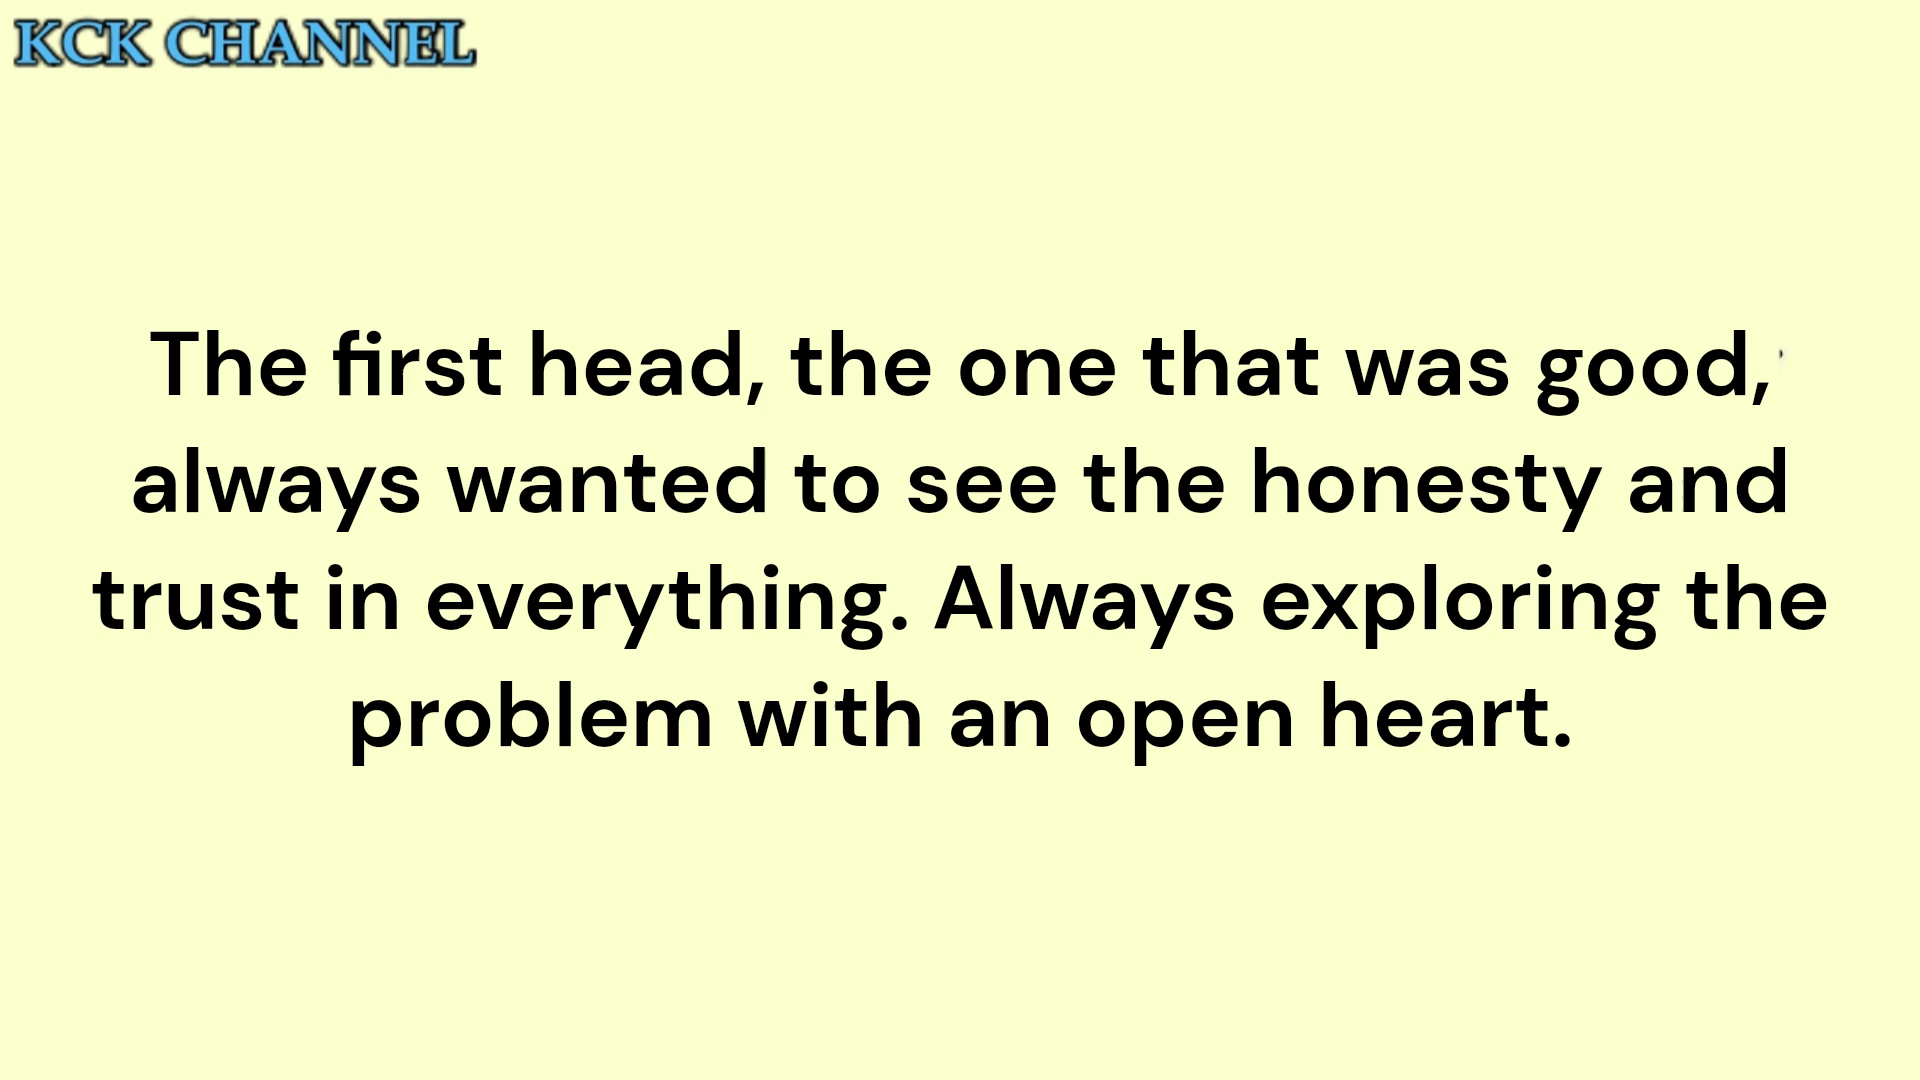 KCK CHANNEL
The first head, the one that was good,
always wanted to see the honesty and
trust in everything. Always exploring the
problem with an open heart.